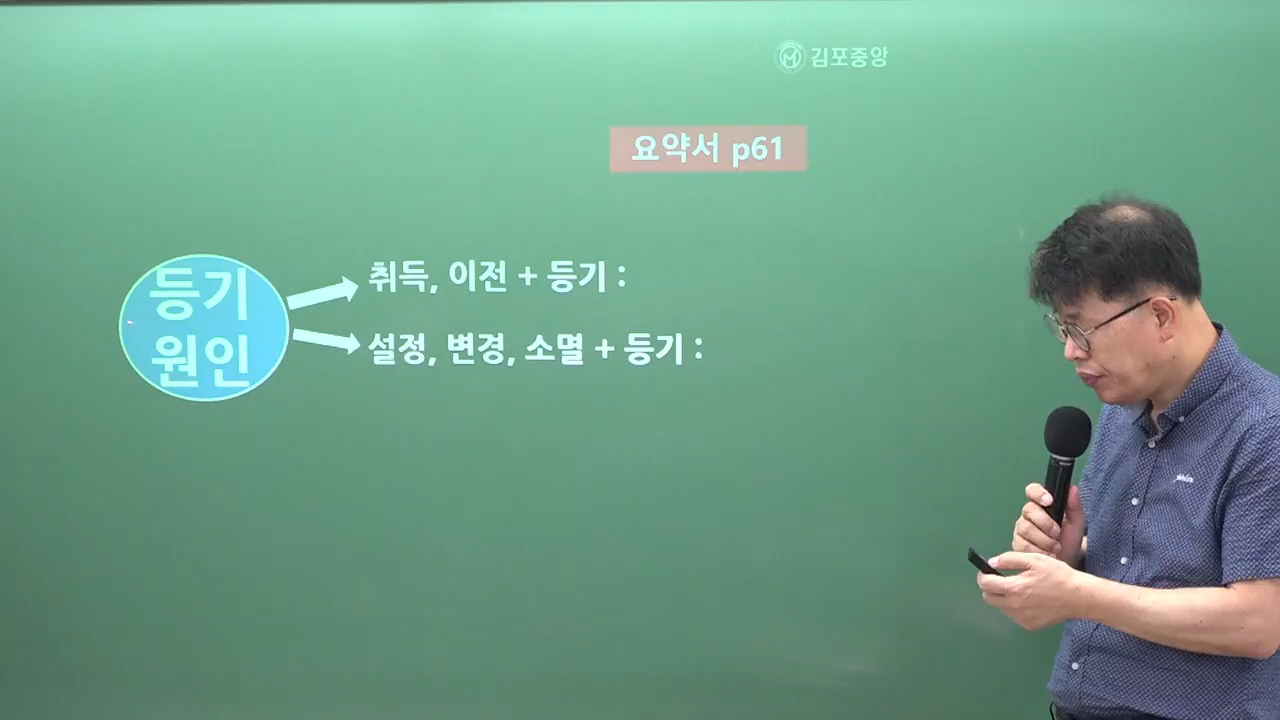 김포중앙
요약서 p61
등기
원인
취득, 이전 + 등기 :
설정, 변경, 소멸 + 등기 :